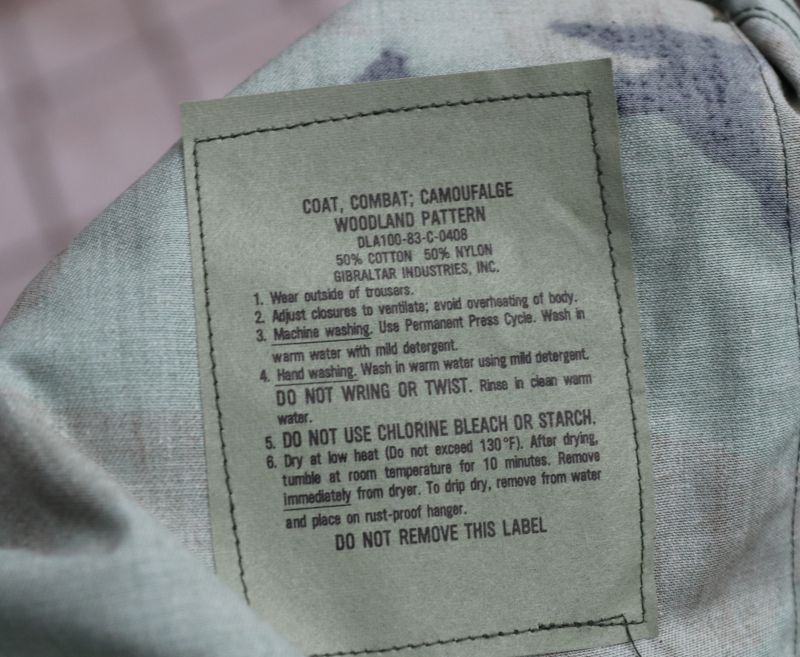 COAT, COMBAT; CAMOUFALGE
WOODLAND PATTERN
DLA100-83-C-0408
50% COTTON 50% NYLON
GIBRALTAR INDUSTRIES, INC.
1. Wear outside of trousers.
2. Adjust closures to ventilate; avoid overheating of body.
3. Machine washing. Use Permanent Press Cycle. Wash in
warm water with mild detergent.
4. Hand washing. Wash in warm water using mild detergent.
DO NOT WRING OR TWIST. Rinse in clean warm
water.
5. DO NOT USE CHLORINE BLEACH OR STARCH.
6. Dry at low heat (Do not exceed 130°F). After drying,
tumble at room temperature for 10 minutes. Remove
immediately from dryer. To drip dry, remove from water
and place on rust-proof hanger.
DO NOT REMOVE THIS LABEL